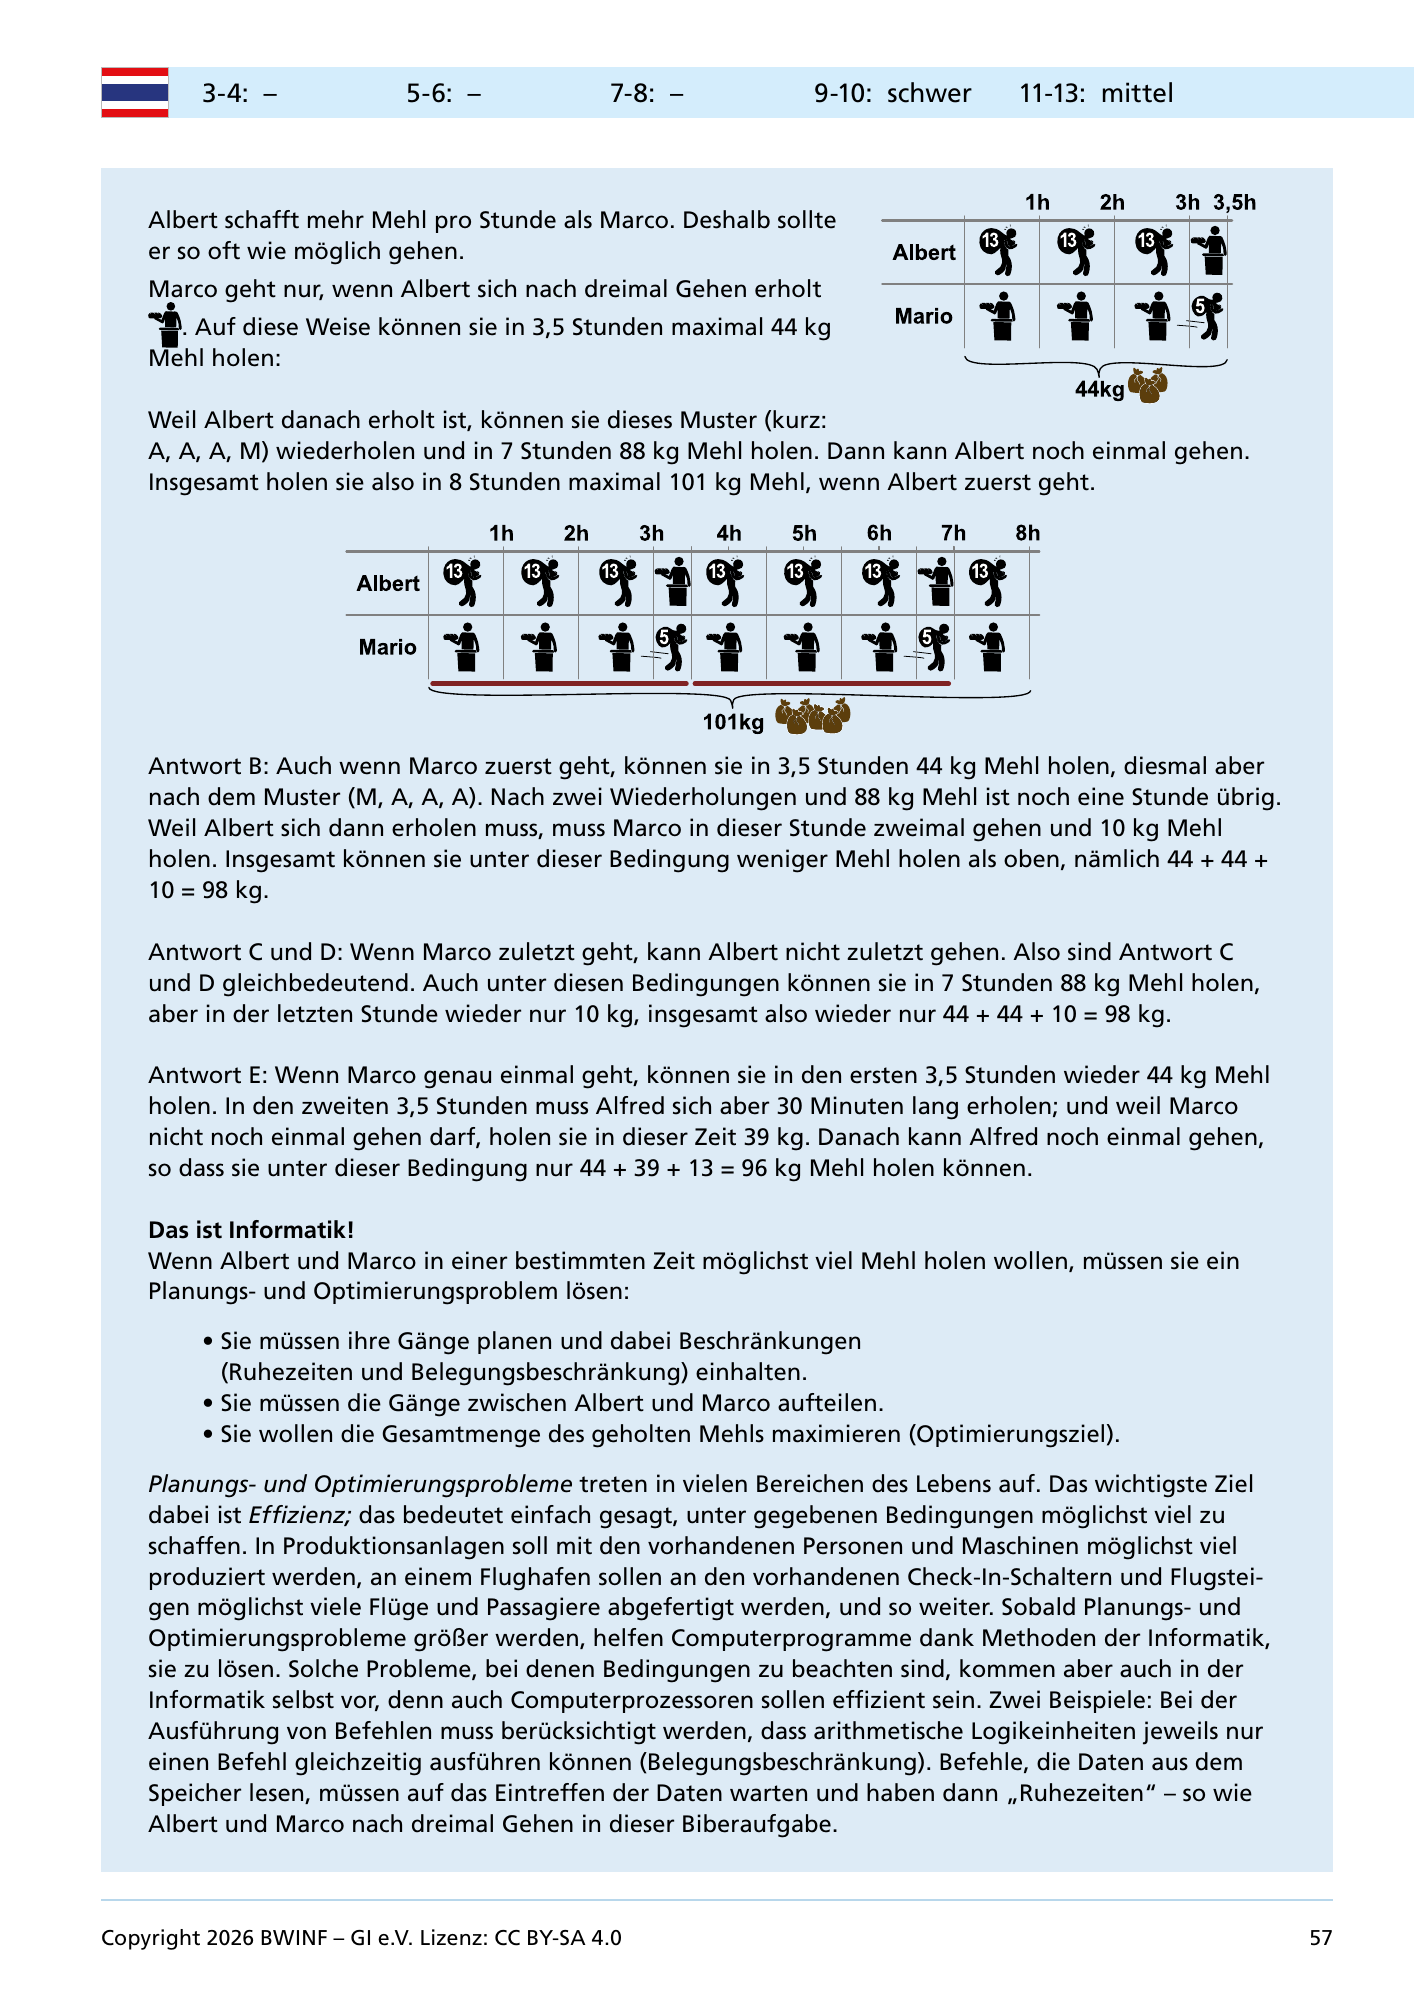 3-4: –  5-6: –  7-8: –  9-10: schwer  11-13: mittel
Albert schafft mehr Mehl pro Stunde als Marco. Deshalb sollte
er so oft wie möglich gehen.
Marco geht nur, wenn Albert sich nach dreimal Gehen erholt
. Auf diese Weise können sie in 3,5 Stunden maximal 44 kg
Mehl holen:
1h 2h 3h 3,5h
Albert 13 13 13
Mario 5
44kg
Weil Albert danach erholt ist, können sie dieses Muster (kurz:
A, A, A, M) wiederholen und in 7 Stunden 88 kg Mehl holen. Dann kann Albert noch einmal gehen.
Insgesamt holen sie also in 8 Stunden maximal 101 kg Mehl, wenn Albert zuerst geht.
1h 2h 3h 4h 5h 6h 7h 8h
Albert 13 13 13 13 13 13 13
Mario 5 5
101kg
Antwort B: Auch wenn Marco zuerst geht, können sie in 3,5 Stunden 44 kg Mehl holen, diesmal aber
nach dem Muster (M, A, A, A). Nach zwei Wiederholungen und 88 kg Mehl ist noch eine Stunde übrig.
Weil Albert sich dann erholen muss, muss Marco in dieser Stunde zweimal gehen und 10 kg Mehl
holen. Insgesamt können sie unter dieser Bedingung weniger Mehl holen als oben, nämlich 44 + 44 +
10 = 98 kg.
Antwort C und D: Wenn Marco zuletzt geht, kann Albert nicht zuletzt gehen. Also sind Antwort C
und D gleichbedeutend. Auch unter diesen Bedingungen können sie in 7 Stunden 88 kg Mehl holen,
aber in der letzten Stunde wieder nur 10 kg, insgesamt also wieder nur 44 + 44 + 10 = 98 kg.
Antwort E: Wenn Marco genau einmal geht, können sie in den ersten 3,5 Stunden wieder 44 kg Mehl
holen. In den zweiten 3,5 Stunden muss Alfred sich aber 30 Minuten lang erholen; und weil Marco
nicht noch einmal gehen darf, holen sie in dieser Zeit 39 kg. Danach kann Alfred noch einmal gehen,
so dass sie unter dieser Bedingung nur 44 + 39 + 13 = 96 kg Mehl holen können.
Das ist Informatik!
Wenn Albert und Marco in einer bestimmten Zeit möglichst viel Mehl holen wollen, müssen sie ein
Planungs- und Optimierungsproblem lösen:
• Sie müssen ihre Gänge planen und dabei Beschränkungen
(Ruhezeiten und Belegungsbeschränkung) einhalten.
• Sie müssen die Gänge zwischen Albert und Marco aufteilen.
• Sie wollen die Gesamtmenge des geholten Mehls maximieren (Optimierungsziel).
Planungs- und Optimierungsprobleme treten in vielen Bereichen des Lebens auf. Das wichtigste Ziel
dabei ist Effizienz; das bedeutet einfach gesagt, unter gegebenen Bedingungen möglichst viel zu
schaffen. In Produktionsanlagen soll mit den vorhandenen Personen und Maschinen möglichst viel
produziert werden, an einem Flughafen sollen an den vorhandenen Check-In-Schaltern und Flugstei-
gen möglichst viele Flüge und Passagiere abgefertigt werden, und so weiter. Sobald Planungs- und
Optimierungsprobleme größer werden, helfen Computerprogramme dank Methoden der Informatik,
sie zu lösen. Solche Probleme, bei denen Bedingungen zu beachten sind, kommen aber auch in der
Informatik selbst vor, denn auch Computerprozessoren sollen effizient sein. Zwei Beispiele: Bei der
Ausführung von Befehlen muss berücksichtigt werden, dass arithmetische Logikeinheiten jeweils nur
einen Befehl gleichzeitig ausführen können (Belegungsbeschränkung). Befehle, die Daten aus dem
Speicher lesen, müssen auf das Eintreffen der Daten warten und haben dann „Ruhezeiten“ – so wie
Albert und Marco nach dreimal Gehen in dieser Biberaufgabe.
Copyright 2026 BWINF – GI e.V. Lizenz: CC BY-SA 4.0  57